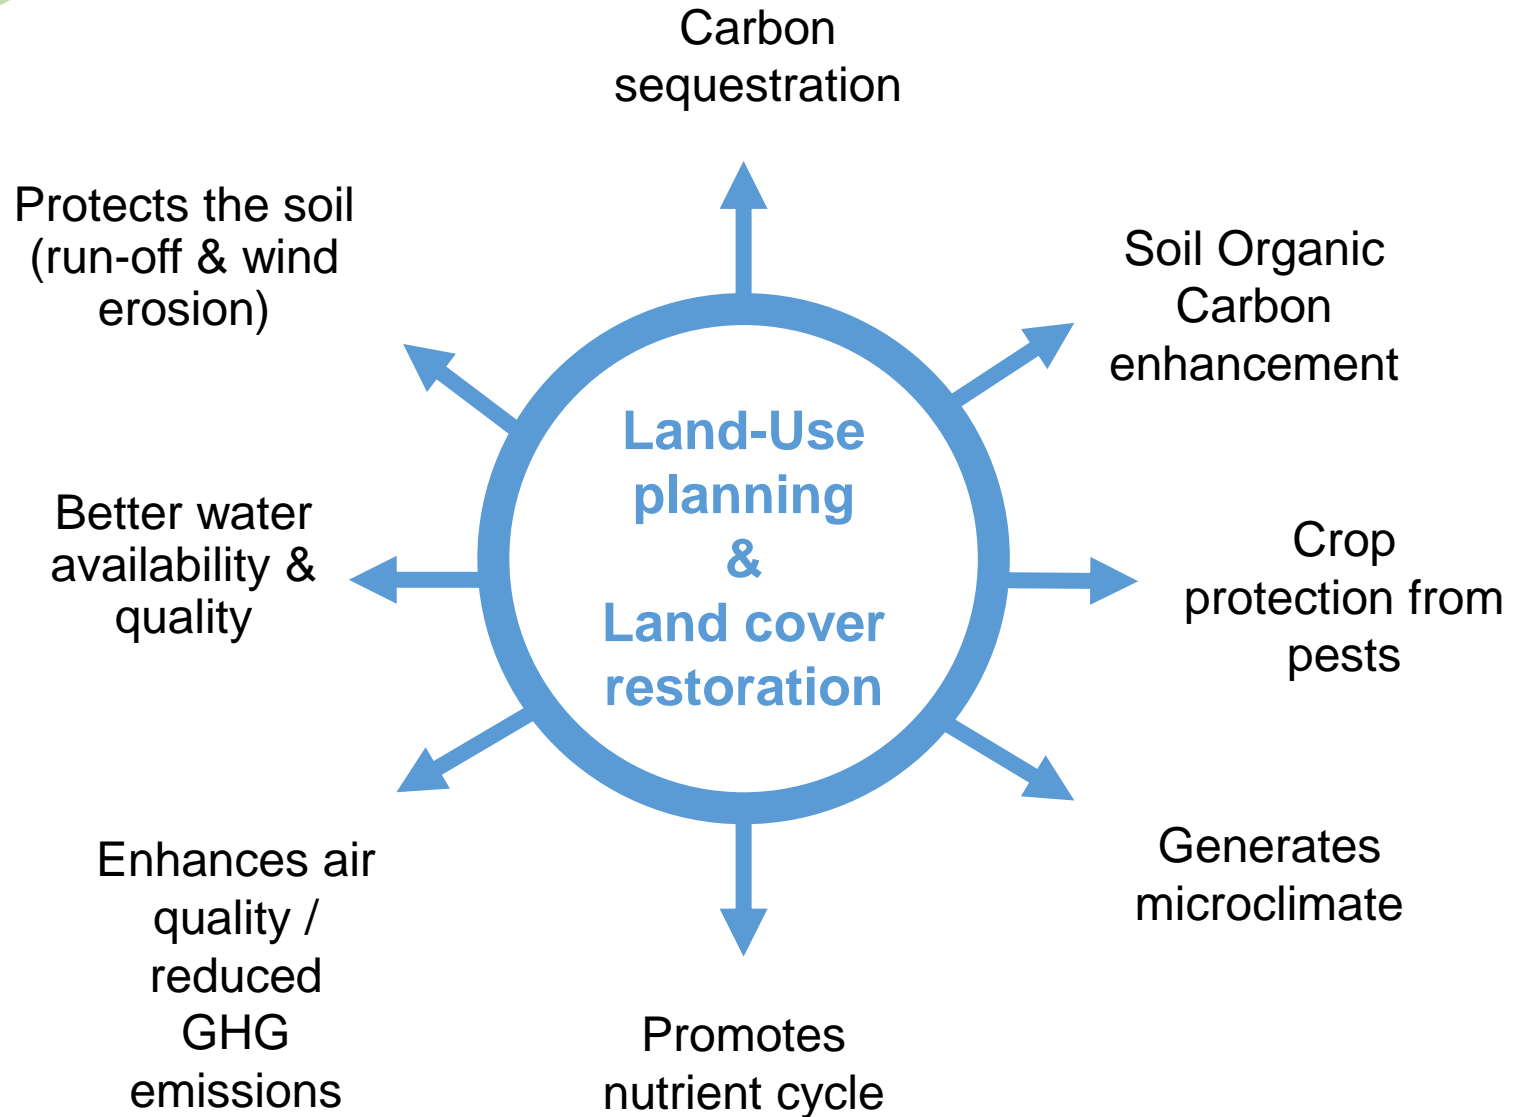 Carbon
sequestration
Protects the soil
(run-off & wind
erosion)
Soil Organic
Carbon
enhancement
Land-Use
planning
&
Land cover
restoration
Better water
availability &
quality
Crop
protection from
pests
Enhances air
quality /
reduced
GHG
emissions
Generates
microclimate
Promotes
nutrient cycle